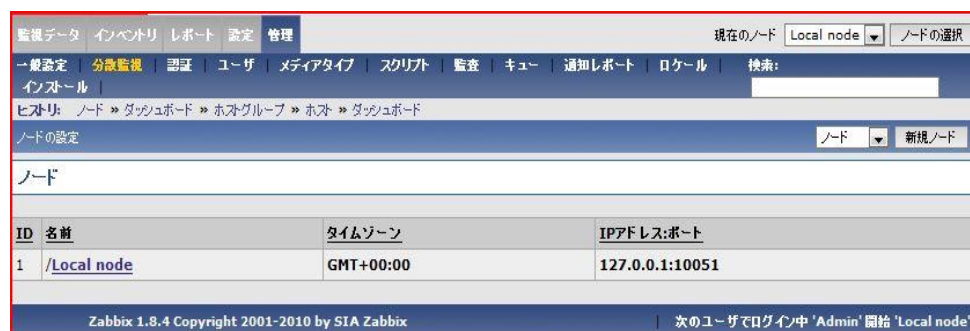 監視データ インベントリ レポート 設定 管理 現在のノード Local node ノードの選択
一般設定 | 分散監視 | 認証 | ユーザ | メディアタイプ | スクリプト | 監査 | キュー | 通知レポート | ロケール | 検索:
インストール |
ヒストリ: ノード » ダッシュボード » ホストグループ » ホスト » ダッシュボード
ノードの設定 ノード 新規ノード
ノード
ID 名前 タイムゾーン IPアドレス:ポート
1 /Local node GMT+00:00 127.0.0.1:10051
Zabbix 1.8.4 Copyright 2001-2010 by SIA Zabbix | 次のユーザでログイン中 'Admin' 開始 'Local node'